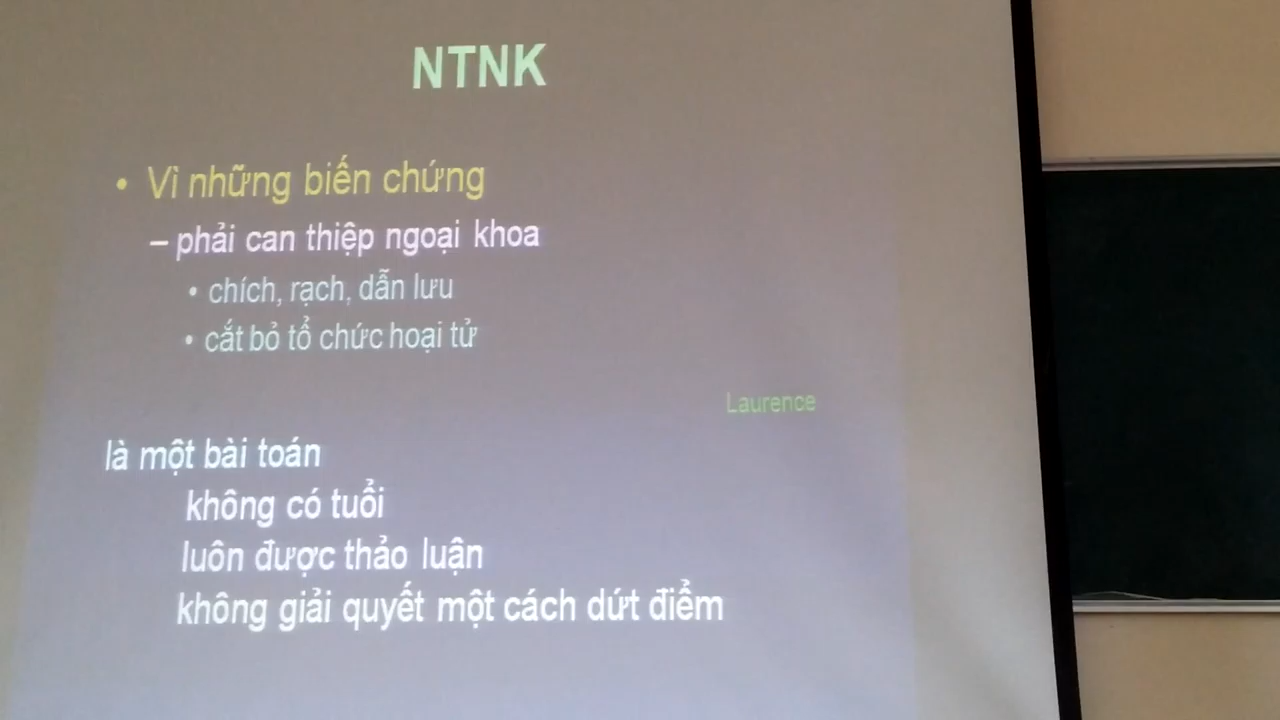 NTNK
• Vì những biến chứng
– phải can thiệp ngoại khoa
• chích, rạch, dẫn lưu
• cắt bỏ tổ chức hoại tử
Laurence
là một bài toán
không có tuổi
luôn được thảo luận
không giải quyết một cách dứt điểm